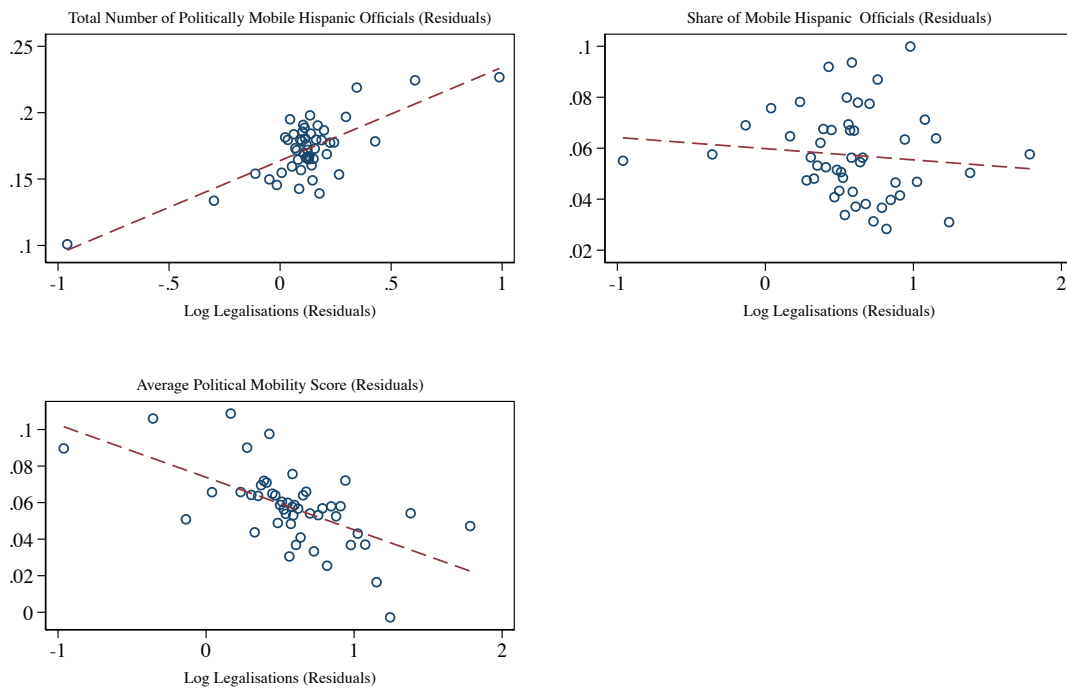 Total Number of Politically Mobile Hispanic Officials (Residuals)
.25
.2
.15
.1
-1 -.5 0 .5 1
Log Legalisations (Residuals)
Share of Mobile Hispanic Officials (Residuals)
.1
.08
.06
.04
.02
-1 0 1 2
Log Legalisations (Residuals)
Average Political Mobility Score (Residuals)
.1
.08
.06
.04
.02
0
-1 0 1 2
Log Legalisations (Residuals)